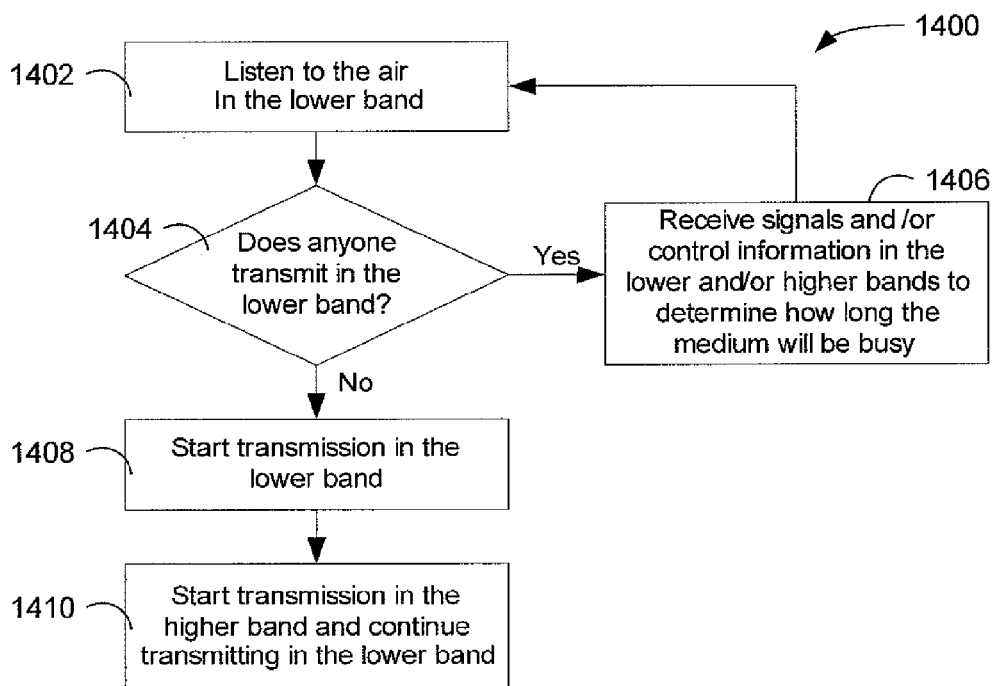 1400
1402
Listen to the air
In the lower band
1404
Does anyone
transmit in the
lower band?
Yes
1406
Receive signals and /or
control information in the
lower and/or higher bands to
determine how long the
medium will be busy
No
1408
Start transmission in the
lower band
1410
Start transmission in the
higher band and continue
transmitting in the lower band